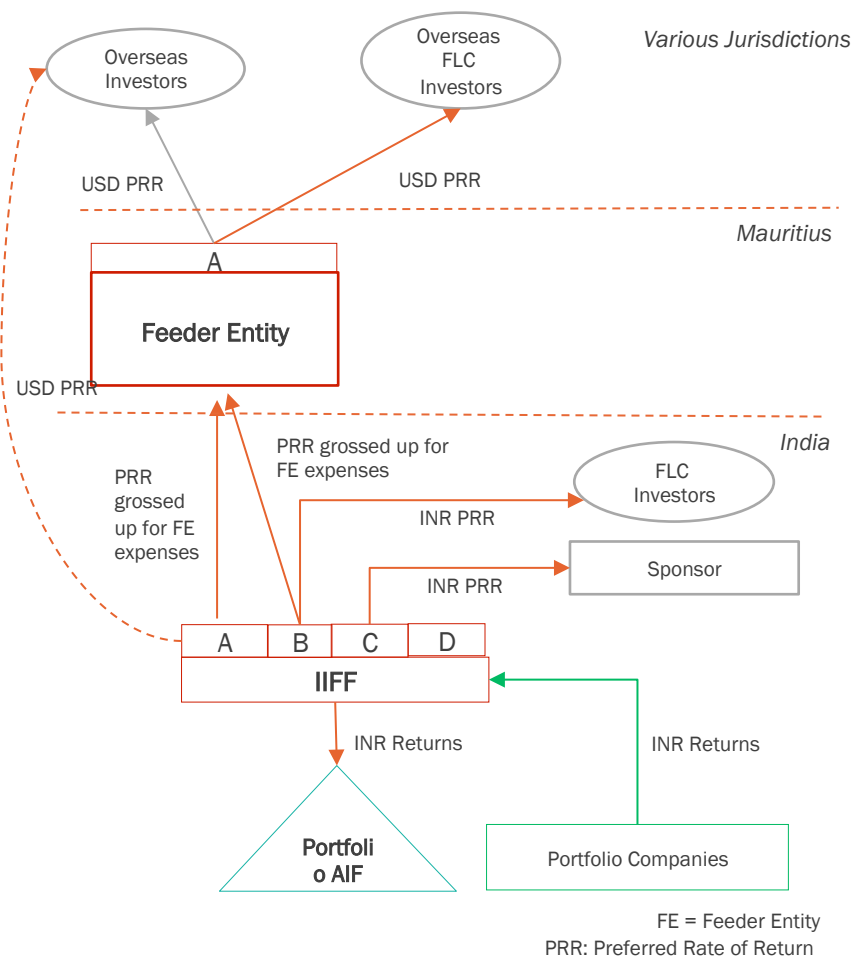 Overseas
Investors
Overseas
FLC
Investors
Various Jurisdictions
USD PRR
USD PRR
Mauritius
A
Feeder Entity
USD PRR
India
PRR grossed up for
FE expenses
PRR
grossed
up for FE
expenses
FLC
Investors
INR PRR
Sponsor
INR PRR
A
B
C
D
IIFF
INR Returns
INR Returns
Portfoli
o AIF
Portfolio Companies
FE = Feeder Entity
PRR: Preferred Rate of Return